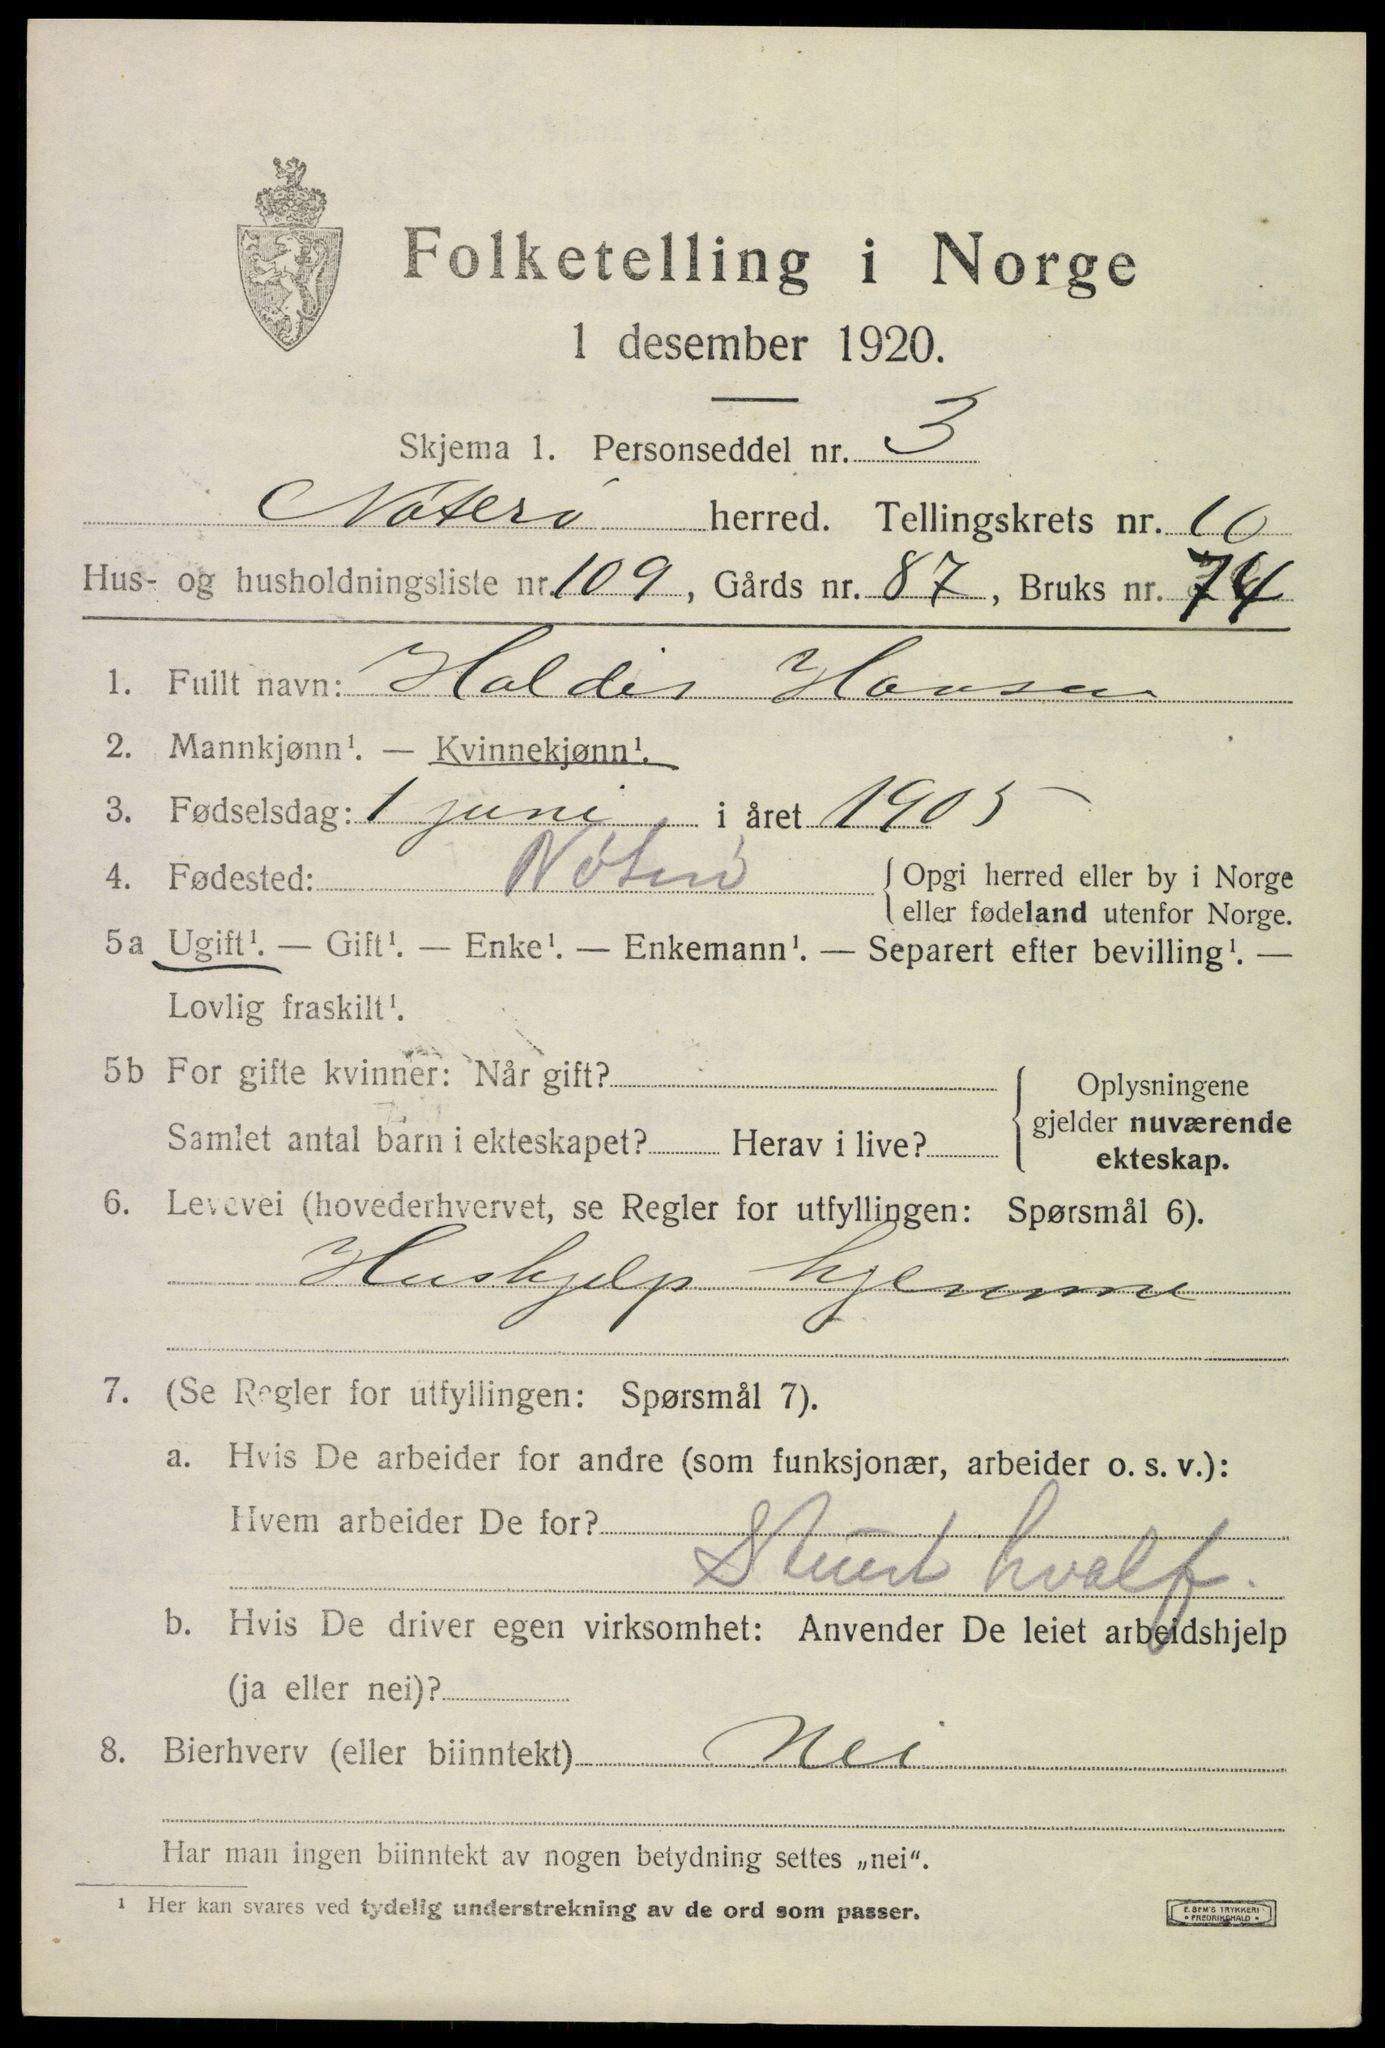 Folketelling i Norge
1 desember 1920.
Skjema 1. Personseddel nr. 3
Nøterø herred. Tellingskrets nr. 10
Hus- og husholdningsliste nr. 109, Gårds nr. 87, Bruks nr. 74
1. Fullt navn: Haldis Hansen
2. Mannkjønn¹. — Kvinnekjønn¹.
3. Fødselsdag: 1 juni i året 1905
4. Fødested: Nøterø { Opgi herred eller by i Norge
eller fødeland utenfor Norge.
5a Ugift¹. — Gift¹. — Enke¹. — Enkemann¹. — Separert efter bevilling¹. —
Lovlig fraskilt¹.
5b For gifte kvinner: Når gift? { Oplysningene
gjelder nuværende
Samlet antal barn i ekteskapet? Herav i live?
ekteskap.
6. Levevei (hovederhvervet, se Regler for utfyllingen: Spørsmål 6).
Hushjelp hjemme
7. (Se Regler for utfyllingen: Spørsmål 7).
a. Hvis De arbeider for andre (som funksjonær, arbeider o. s. v.):
Hvem arbeider De for?
Stuert hvalf.
b. Hvis De driver egen virksomhet: Anvender De leiet arbeidshjelp
(ja eller nei)?
8. Bierhverv (eller biinntekt) Nei
Har man ingen biinntekt av nogen betydning settes „nei“.
¹ Her kan svares ved tydelig understrekning av de ord som passer.
E. SEM'S TRYKKERI
FREDRIKSHALD